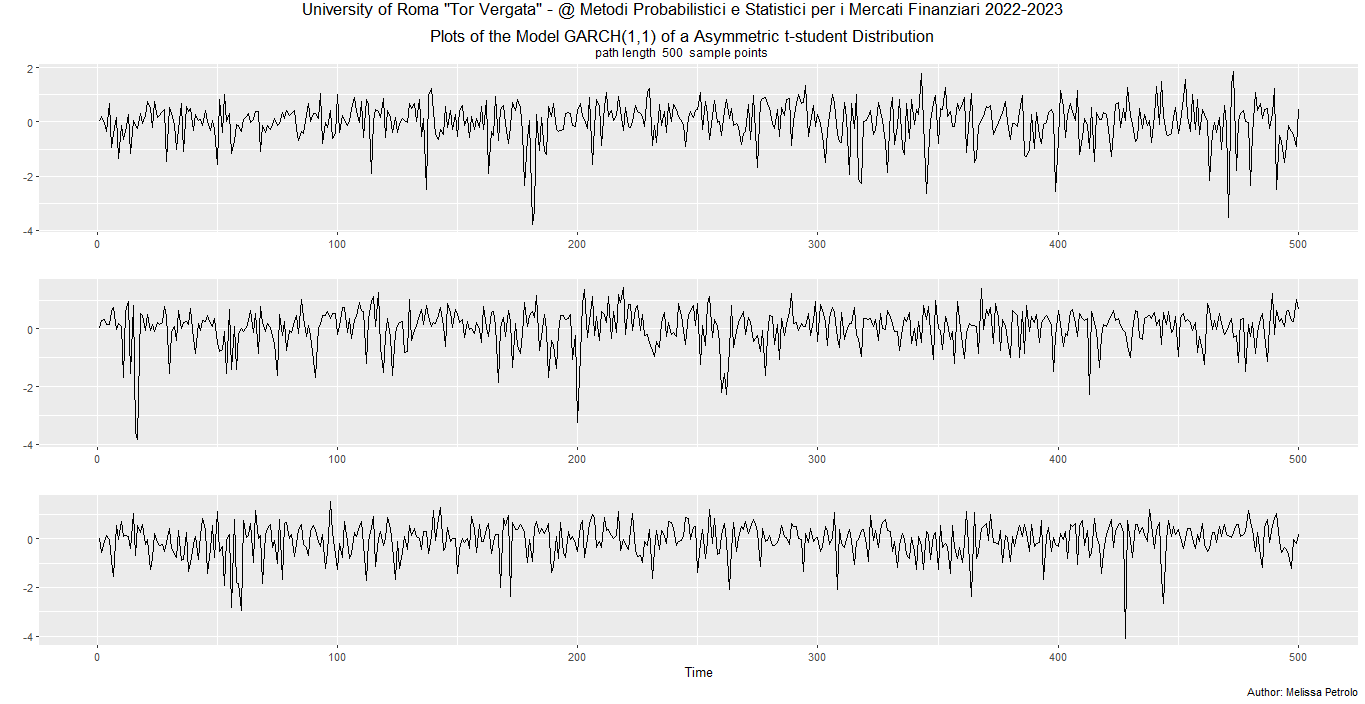 University of Roma "Tor Vergata" - @ Metodi Probabilistici e Statistici per i Mercati Finanziari 2022-2023
Plots of the Model GARCH(1,1) of a Asymmetric t-student Distribution
path length 500 sample points
2
0
-2
-4
0 100 200 300 400 500
0
-2
-4
0 100 200 300 400 500
0
-2
-4
0 100 200 300 400 500
Time
Author: Melissa Petrolo